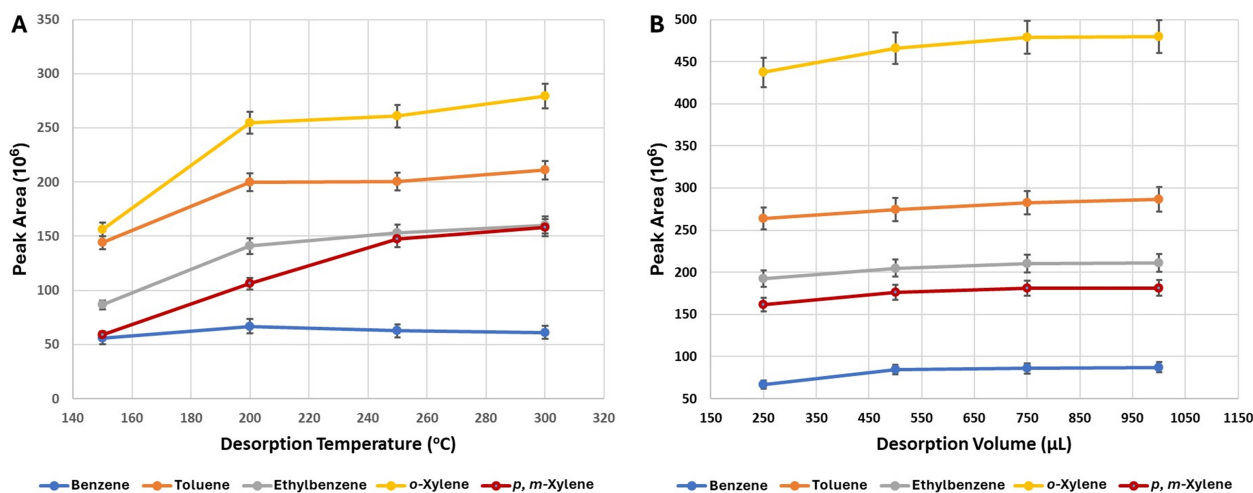 A
350
300
250
200
150
100
50
0
Peak Area (10⁶)
140 160 180 200 220 240 260 280 300 320
Desorption Temperature (ºC)
Benzene Toluene Ethylbenzene o-Xylene p, m-Xylene
B
500
450
400
350
300
250
200
150
100
50
Peak Area (10⁶)
150 250 350 450 550 650 750 850 950 1050 1150
Desorption Volume (µL)
Benzene Toluene Ethylbenzene o-Xylene p, m-Xylene